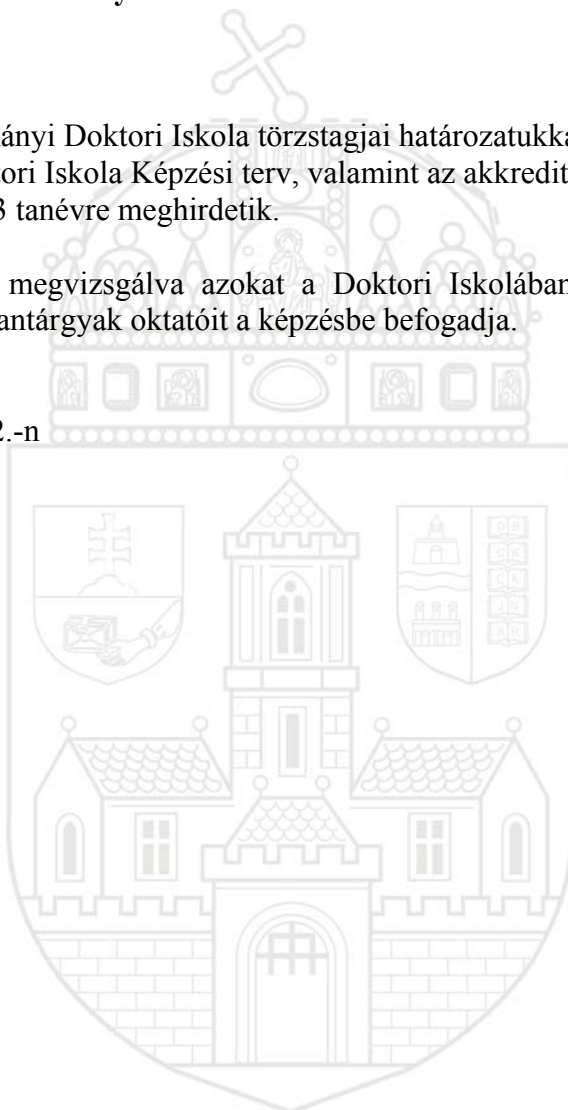 ányi Doktori Iskola törzstagjai határozatukka
tori Iskola Képzési terv, valamint az akkredit
3 tanévre meghirdetik.
megvizsgálva azokat a Doktori Iskolában
antárgyak oktatóit a képzésbe befogadja.
2.-n